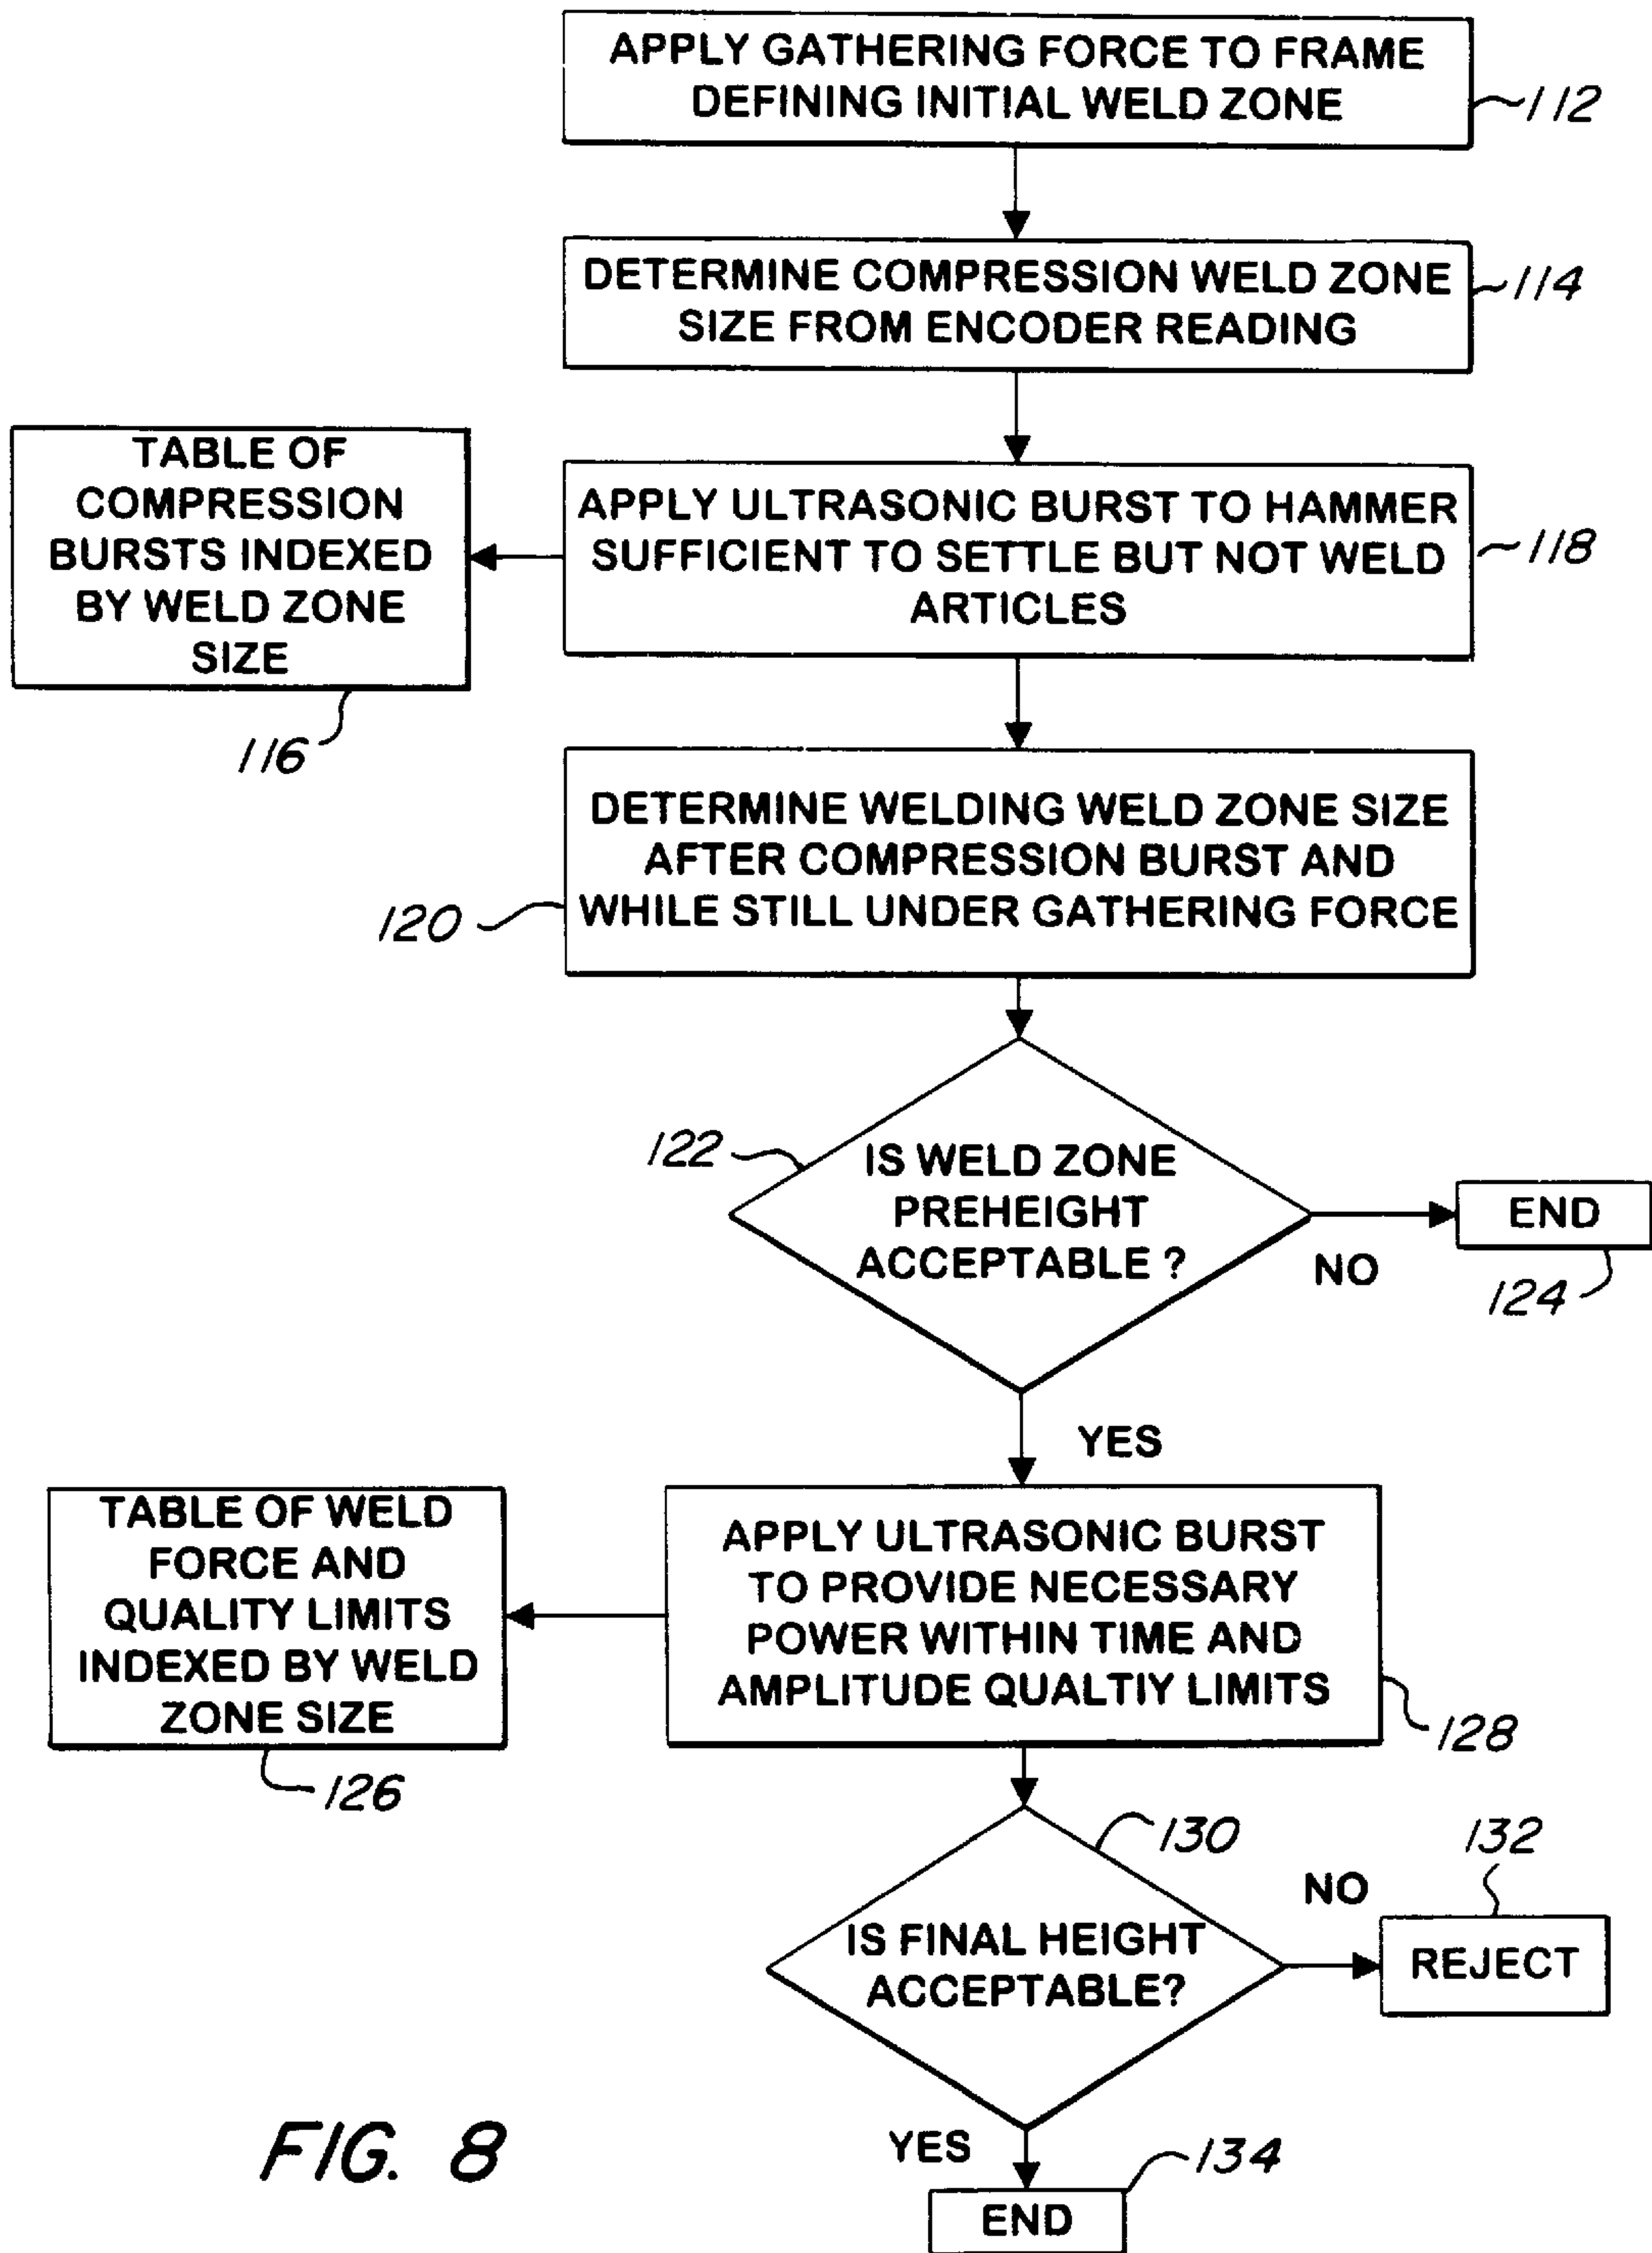 APPLY GATHERING FORCE TO FRAME
DEFINING INITIAL WELD ZONE
112
DETERMINE COMPRESSION WELD ZONE
SIZE FROM ENCODER READING
114
TABLE OF
COMPRESSION
BURSTS INDEXED
BY WELD ZONE
SIZE
116
APPLY ULTRASONIC BURST TO HAMMER
SUFFICIENT TO SETTLE BUT NOT WELD
ARTICLES
118
DETERMINE WELDING WELD ZONE SIZE
AFTER COMPRESSION BURST AND
WHILE STILL UNDER GATHERING FORCE
120
122
IS WELD ZONE
PREHEIGHT
ACCEPTABLE ?
NO
END
124
YES
TABLE OF WELD
FORCE AND
QUALITY LIMITS
INDEXED BY WELD
ZONE SIZE
126
APPLY ULTRASONIC BURST
TO PROVIDE NECESSARY
POWER WITHIN TIME AND
AMPLITUDE QUALTIY LIMITS
128
130
IS FINAL HEIGHT
ACCEPTABLE?
NO
132
REJECT
YES
134
END
FIG. 8